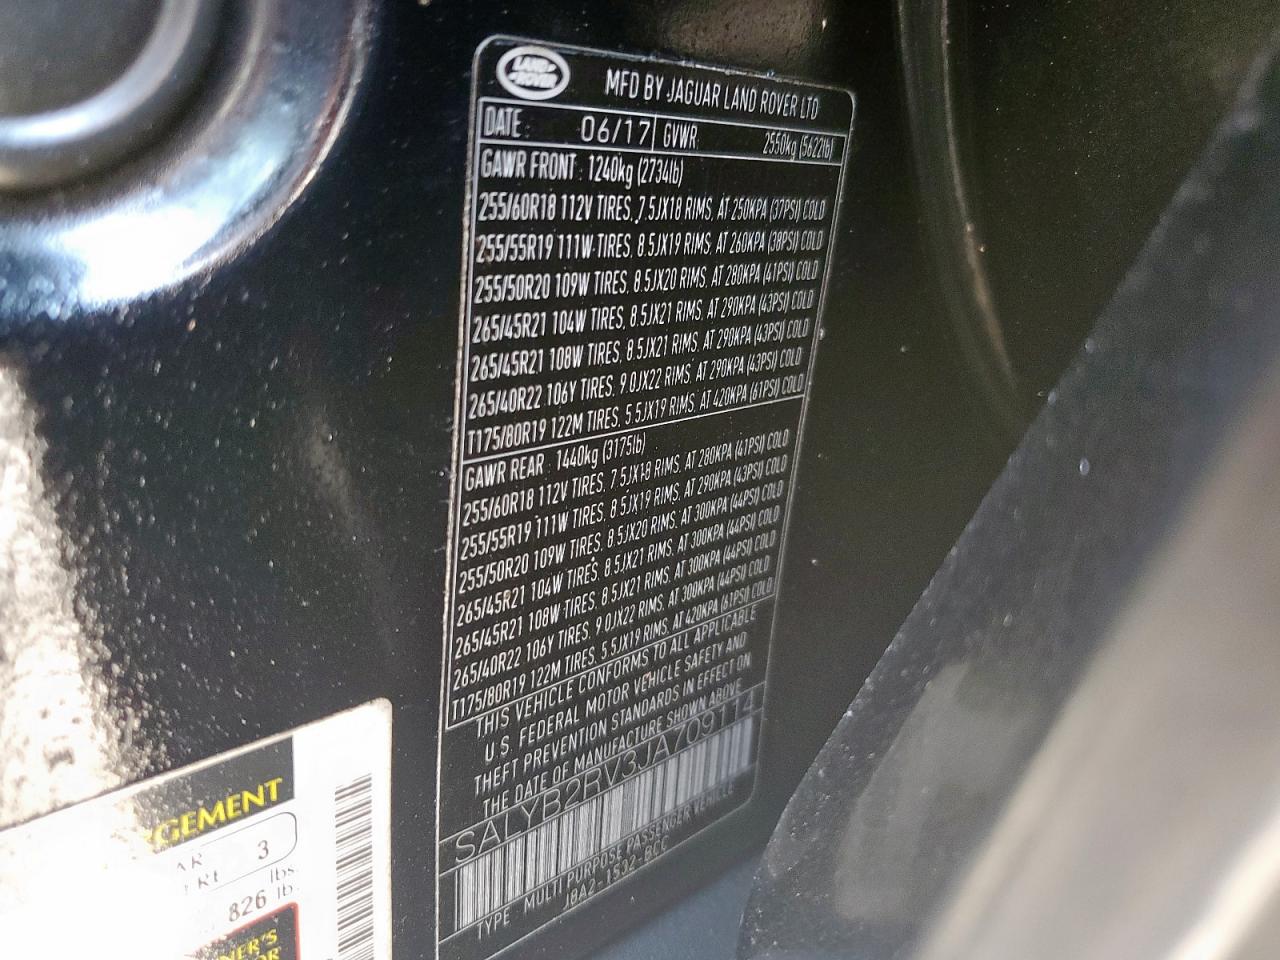 LAND ROVER
MFD BY JAGUAR LAND ROVER LTD
DATE : 06/17 GVWR: 2550kg (5622lb)
GAWR FRONT : 1240kg (2734lb)
255/60R18 112V TIRES, 7.5JX18 RIMS, AT 250KPA (37PSI) COLD
255/55R19 111W TIRES, 8.5JX19 RIMS, AT 260KPA (38PSI) COLD
255/50R20 109W TIRES, 8.5JX20 RIMS, AT 280KPA (41PSI) COLD
265/45R21 104W TIRES, 8.5JX21 RIMS, AT 290KPA (43PSI) COLD
265/45R21 108W TIRES, 8.5JX21 RIMS, AT 290KPA (43PSI) COLD
265/40R22 106Y TIRES, 9.0JX22 RIMS, AT 290KPA (43PSI) COLD
T175/80R19 122M TIRES, 5.5JX19 RIMS, AT 420KPA (61PSI) COLD
GAWR REAR : 1440kg (3175lb)
255/60R18 112V TIRES, 7.5JX18 RIMS, AT 280KPA (41PSI) COLD
255/55R19 111W TIRES, 8.5JX19 RIMS, AT 290KPA (43PSI) COLD
255/50R20 109W TIRES, 8.5JX20 RIMS, AT 300KPA (44PSI) COLD
265/45R21 104W TIRES, 8.5JX21 RIMS, AT 300KPA (44PSI) COLD
265/45R21 108W TIRES, 8.5JX21 RIMS, AT 300KPA (44PSI) COLD
265/40R22 106Y TIRES, 9.0JX22 RIMS, AT 300KPA (44PSI) COLD
T175/80R19 122M TIRES, 5.5JX19 RIMS, AT 420KPA (61PSI) COLD
THIS VEHICLE CONFORMS TO ALL APPLICABLE
U.S. FEDERAL MOTOR VEHICLE SAFETY AND
THEFT PREVENTION STANDARDS IN EFFECT ON
THE DATE OF MANUFACTURE SHOWN ABOVE
SALYB2RV3JA709114
TYPE MULTI PURPOSE PASSENGER VEHICLE
GEMENT
AR 3
lbs.
826 lb
NER'S
OR